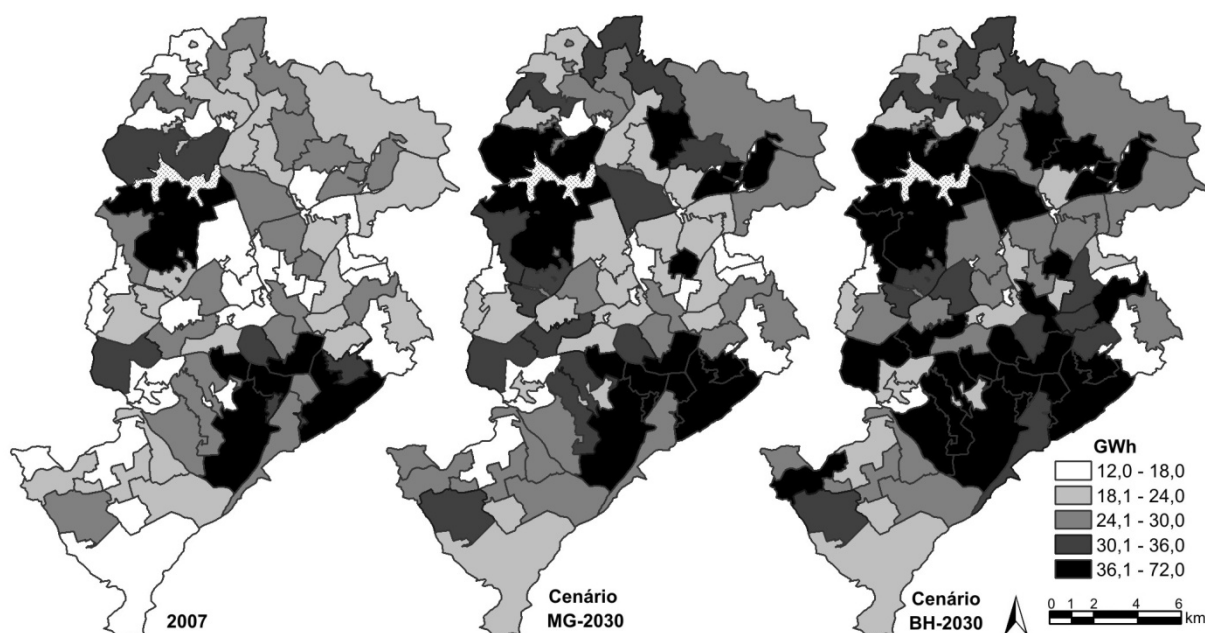 2007
Cenário
MG-2030
Cenário
BH-2030
GWh
12,0 - 18,0
18,1 - 24,0
24,1 - 30,0
30,1 - 36,0
36,1 - 72,0
0 1 2 4 6
km